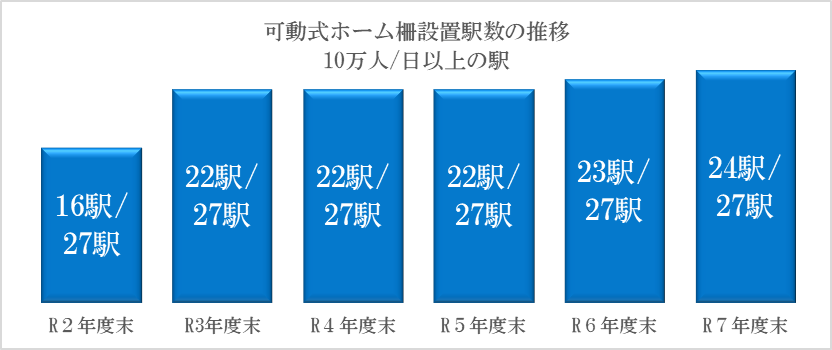 可動式ホーム柵設置駅数の推移
10万人/日以上の駅
16駅/
27駅
22駅/
27駅
22駅/
27駅
22駅/
27駅
23駅/
27駅
24駅/
27駅
R２年度末
R3年度末
R４年度末
R５年度末
R６年度末
R７年度末